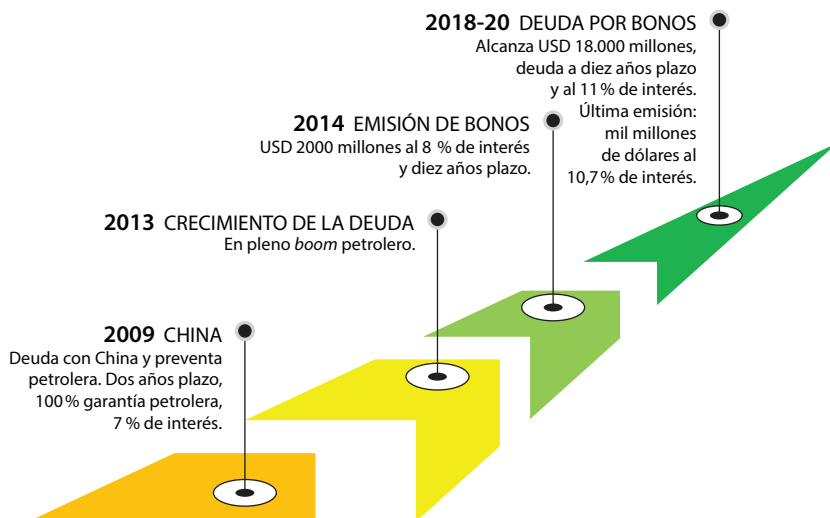 2018-20 DEUDA POR BONOS
Alcanza USD 18.000 millones,
deuda a diez años plazo
y al 11 % de interés.
Última emisión:
mil millones
de dólares al
10,7 % de interés.
2014 EMISIÓN DE BONOS
USD 2000 millones al 8 % de interés
y diez años plazo.
2013 CRECIMIENTO DE LA DEUDA
En pleno boom petrolero.
2009 CHINA
Deuda con China y preventa
petrolera. Dos años plazo,
100 % garantía petrolera,
7 % de interés.